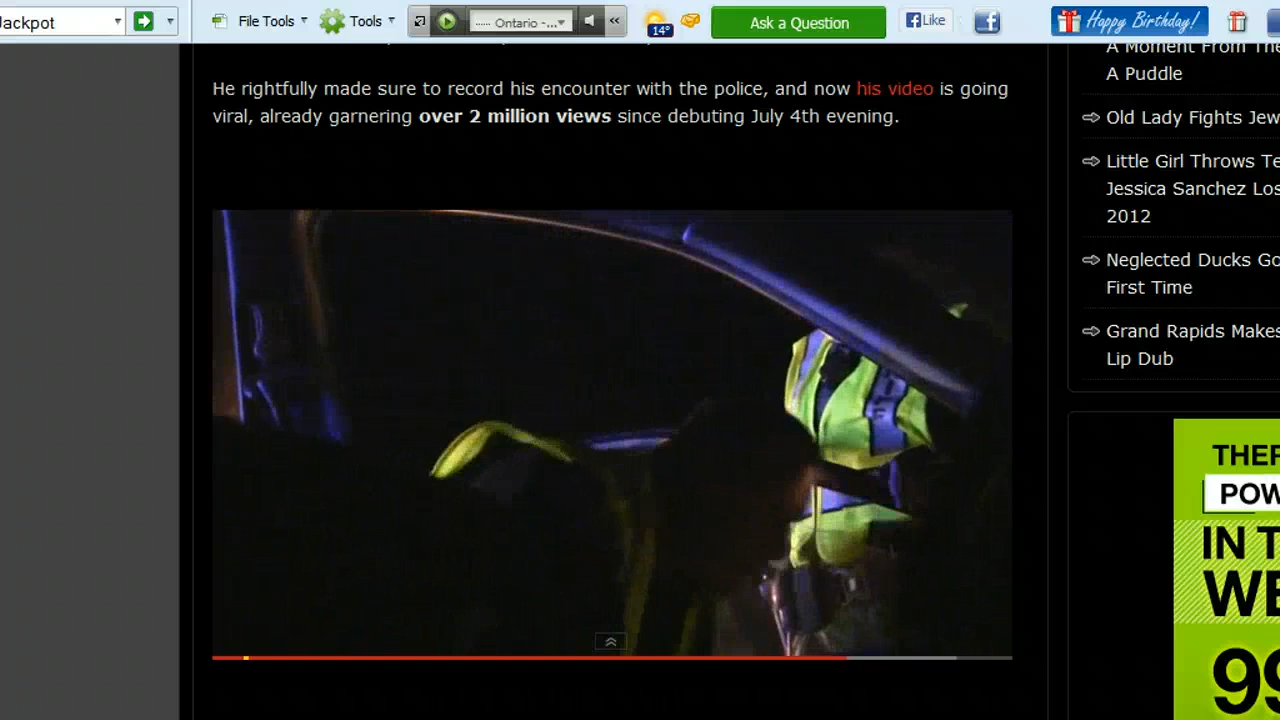 Jackpot
File Tools
Tools
..... Ontario -...
14°
Ask a Question
Like
Happy Birthday!
He rightfully made sure to record his encounter with the police, and now his video is going
viral, already garnering over 2 million views since debuting July 4th evening.
A Moment From The
A Puddle
Old Lady Fights Jew
Little Girl Throws Te
Jessica Sanchez Los
2012
Neglected Ducks Go
First Time
Grand Rapids Makes
Lip Dub
THER
POW
IN T
WE
99